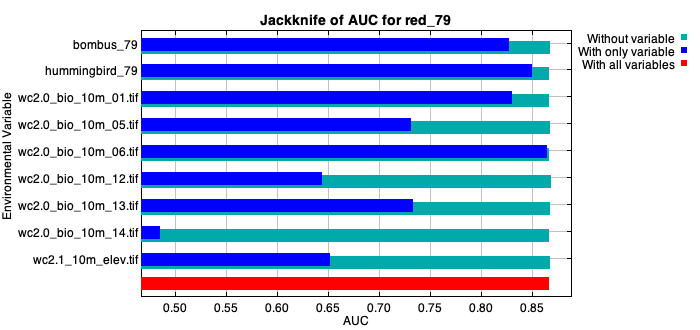 Jackknife of AUC for red_79
Without variable
With only variable
With all variables
Environmental Variable
bombus_79
hummingbird_79
wc2.0_bio_10m_01.tif
wc2.0_bio_10m_05.tif
wc2.0_bio_10m_06.tif
wc2.0_bio_10m_12.tif
wc2.0_bio_10m_13.tif
wc2.0_bio_10m_14.tif
wc2.1_10m_elev.tif
0.50 0.55 0.60 0.65 0.70 0.75 0.80 0.85
AUC